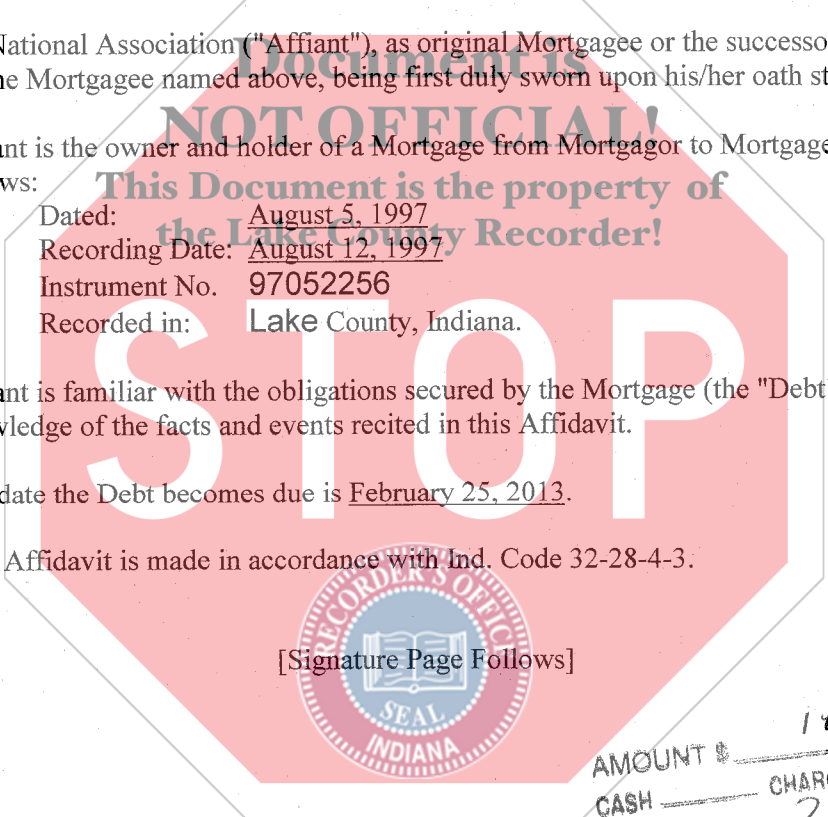 National Association ("Affiant"), as original Mortgagee or the successo
Document is
ne Mortgagee named above, being first duly sworn upon his/her oath st
NOT OFFICIAL!
ant is the owner and holder of a Mortgage from Mortgagor to Mortgage
ws:
This Document is the property of
Dated: August 5, 1997
the Lake County Recorder!
Recording Date: August 12, 1997
Instrument No. 97052256
Recorded in: Lake County, Indiana.
STOP
ant is familiar with the obligations secured by the Mortgage (the "Debt
wledge of the facts and events recited in this Affidavit.
date the Debt becomes due is February 25, 2013.
Affidavit is made in accordance with Ind. Code 32-28-4-3.
RECORDER'S OFFICE
[Signature Page Follows]
SEAL
INDIANA
AMOUNT $
CASH CHAR